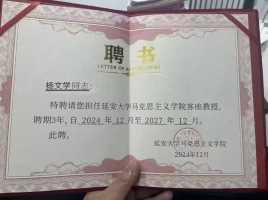 聘书
LETTER OF
杨文学同志：
特聘请您担任延安大学马克思主义学院客座教授，
聘期3年，自 2024 年 12 月至 2027 年 12 月。
此聘。
延安大学马克思主义学院
2024年12月